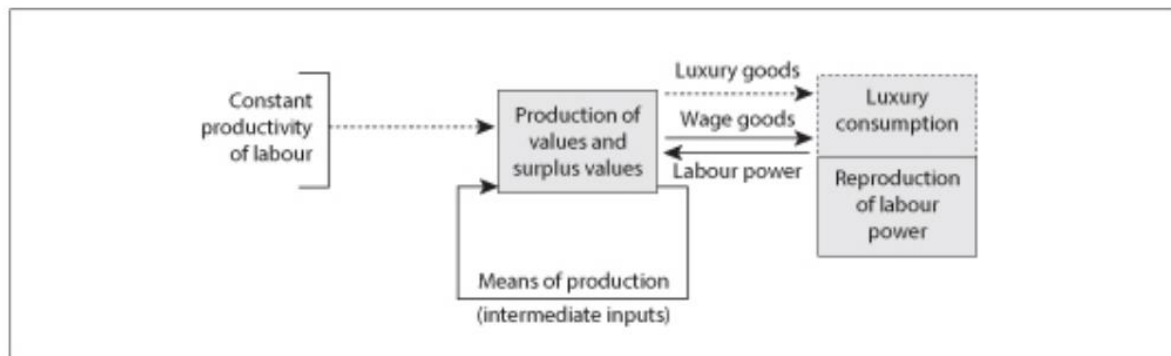 Constant
productivity
of labour
Production of
values and
surplus values
Luxury goods
Wage goods
Labour power
Luxury
consumption
Reproduction
of labour
power
Means of production
(intermediate inputs)